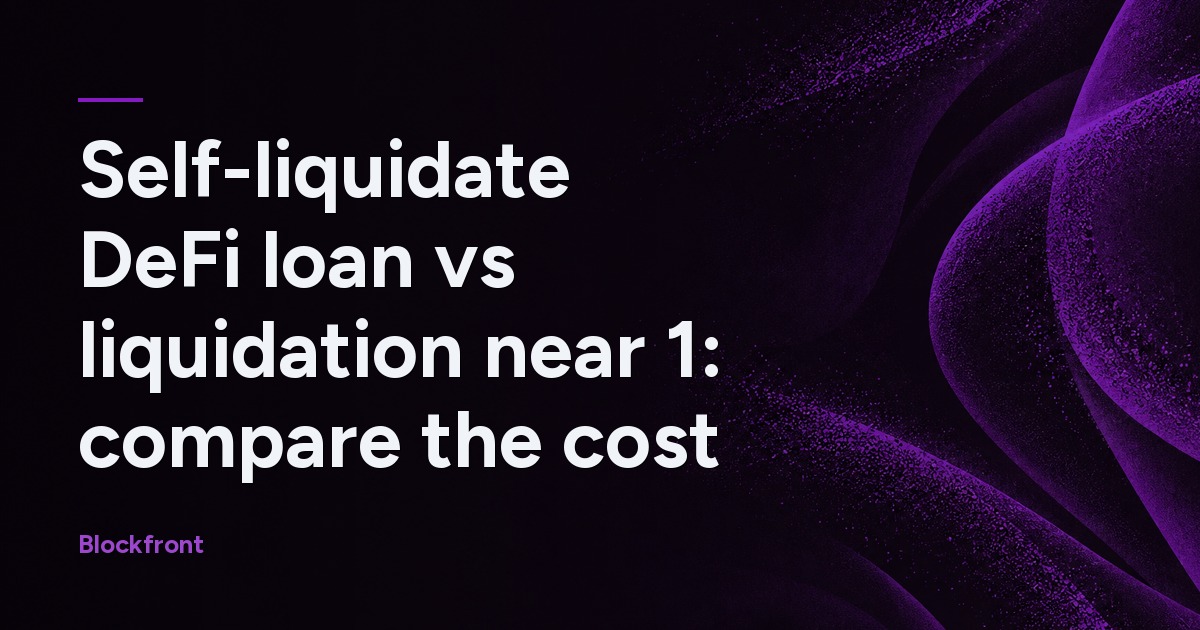 Self-liquidate
DeFi loan vs
liquidation near 1:
compare the cost
Blockfront